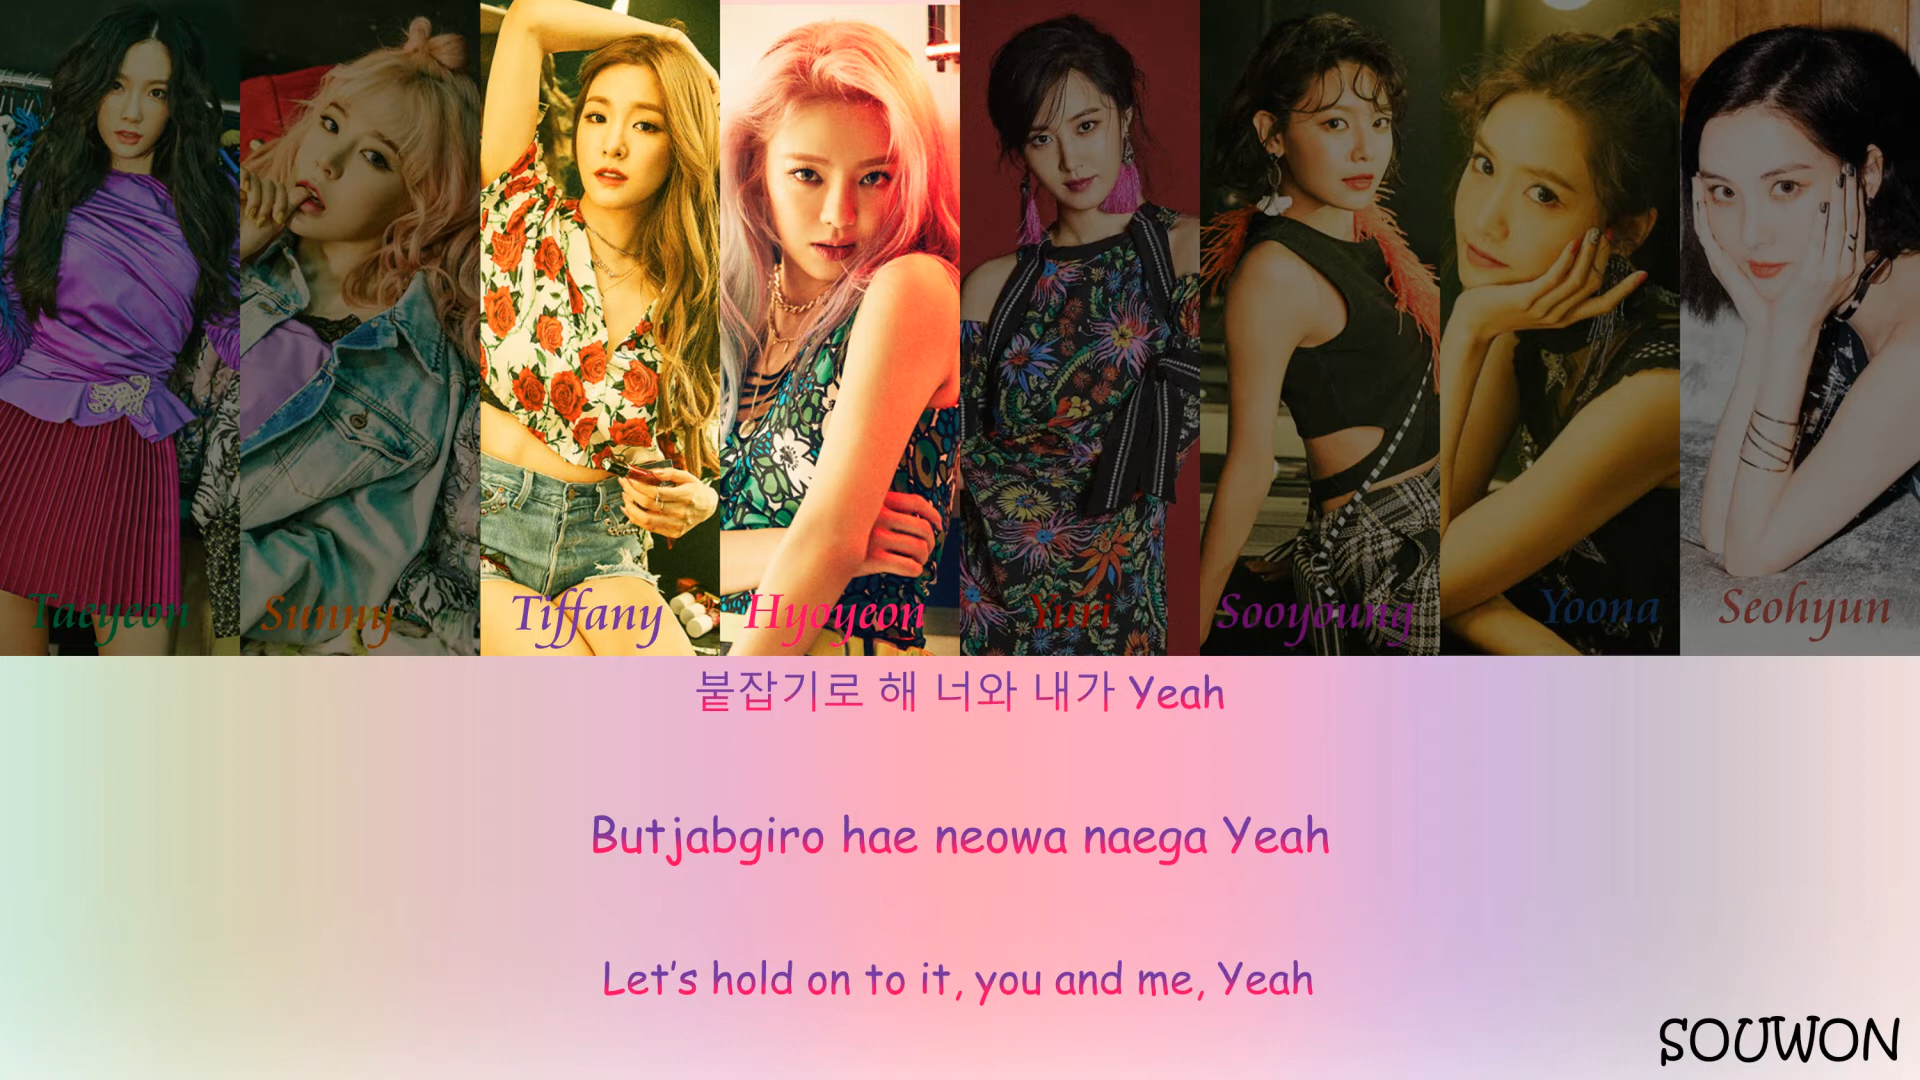 Taeyeon Sunny Tiffany Hyoyeon Yuri Sooyoung Yoona Seohyun
붙잡기로 해 너와 내가 Yeah
Butjabgiro hae neowa naega Yeah
Let's hold on to it, you and me, Yeah
SOUWON